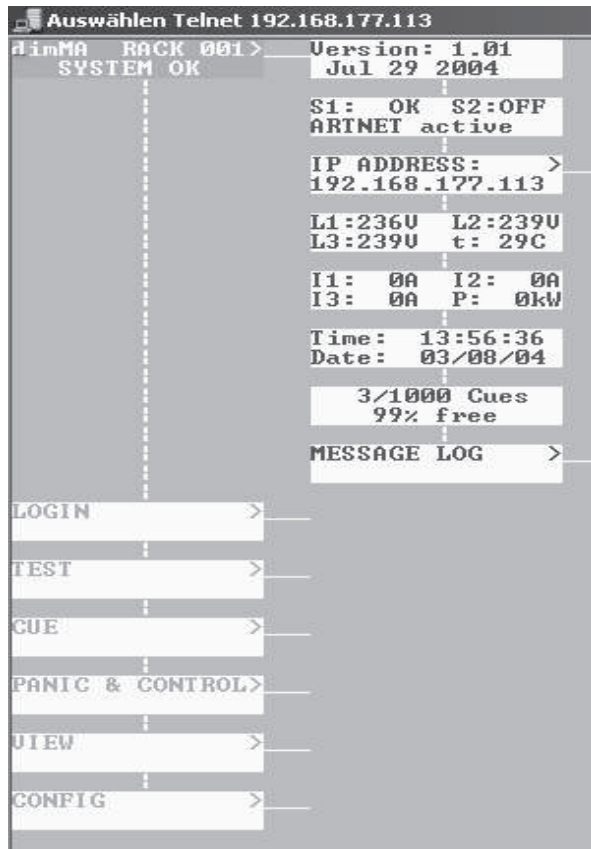 Auswählen Telnet 192.168.177.113
dimMA RACK 001>
SYSTEM OK
Version: 1.01
Jul 29 2004
S1: OK S2:OFF
ARTNET active
IP ADDRESS: >
192.168.177.113
L1:236V L2:239V
L3:239V t: 29C
I1: 0A I2: 0A
I3: 0A P: 0kW
Time: 13:56:36
Date: 03/08/04
3/1000 Cues
99% free
MESSAGE LOG >
LOGIN >
TEST >
CUE >
PANIC & CONTROL>
VIEW >
CONFIG >